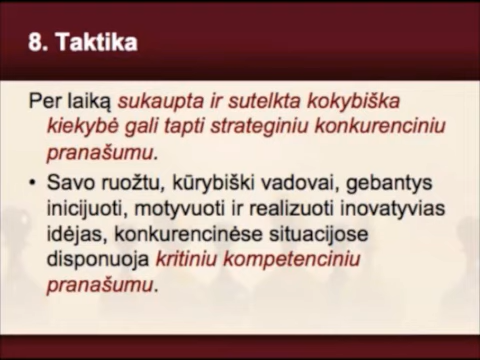 8. Taktika
Per laiką sukaupta ir sutelkta kokybiška
kiekybė gali tapti strateginiu konkurenciniu
pranašumu.
• Savo ruožtu, kūrybiški vadovai, gebantys
inicijuoti, motyvuoti ir realizuoti inovatyvias
idėjas, konkurencinėse situacijose
disponuoja kritiniu kompetenciniu
pranašumu.